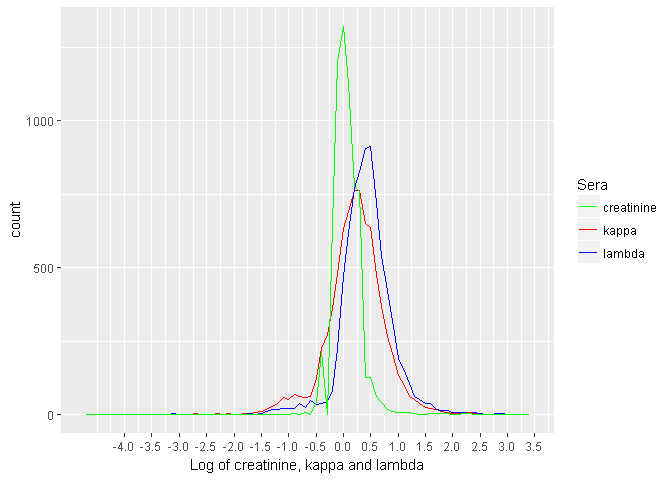 1000
500
0
count
-4.0 -3.5 -3.0 -2.5 -2.0 -1.5 -1.0 -0.5 0.0 0.5 1.0 1.5 2.0 2.5 3.0 3.5
Log of creatinine, kappa and lambda
Sera
creatinine
kappa
lambda